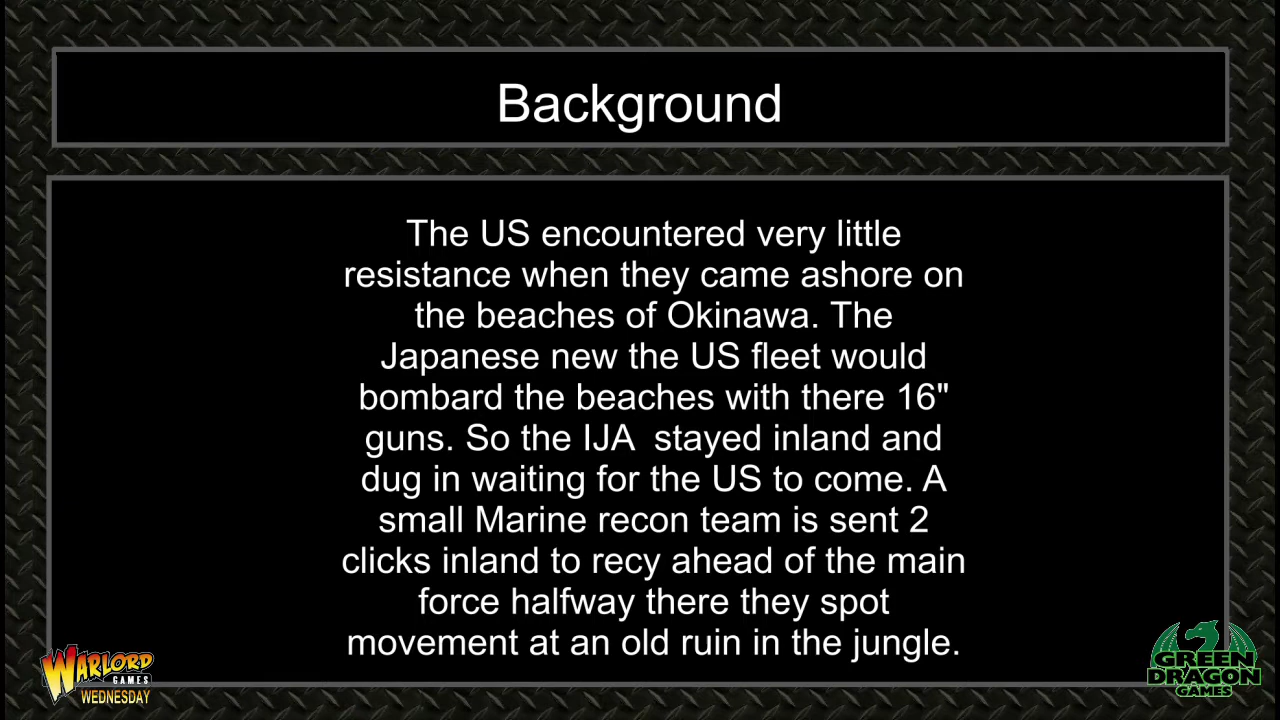 Background
The US encountered very little
resistance when they came ashore on
the beaches of Okinawa. The
Japanese new the US fleet would
bombard the beaches with there 16"
guns. So the IJA  stayed inland and
dug in waiting for the US to come. A
small Marine recon team is sent 2
clicks inland to recy ahead of the main
force halfway there they spot
movement at an old ruin in the jungle.
WARLORD
GAMES
WEDNESDAY
GREEN
DRAGON
GAMES